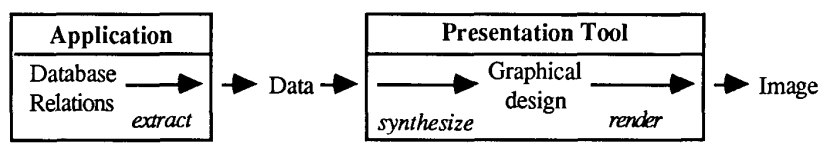 Application
Database
Relations
extract
Data
Presentation Tool
synthesize
Graphical
design
render
Image